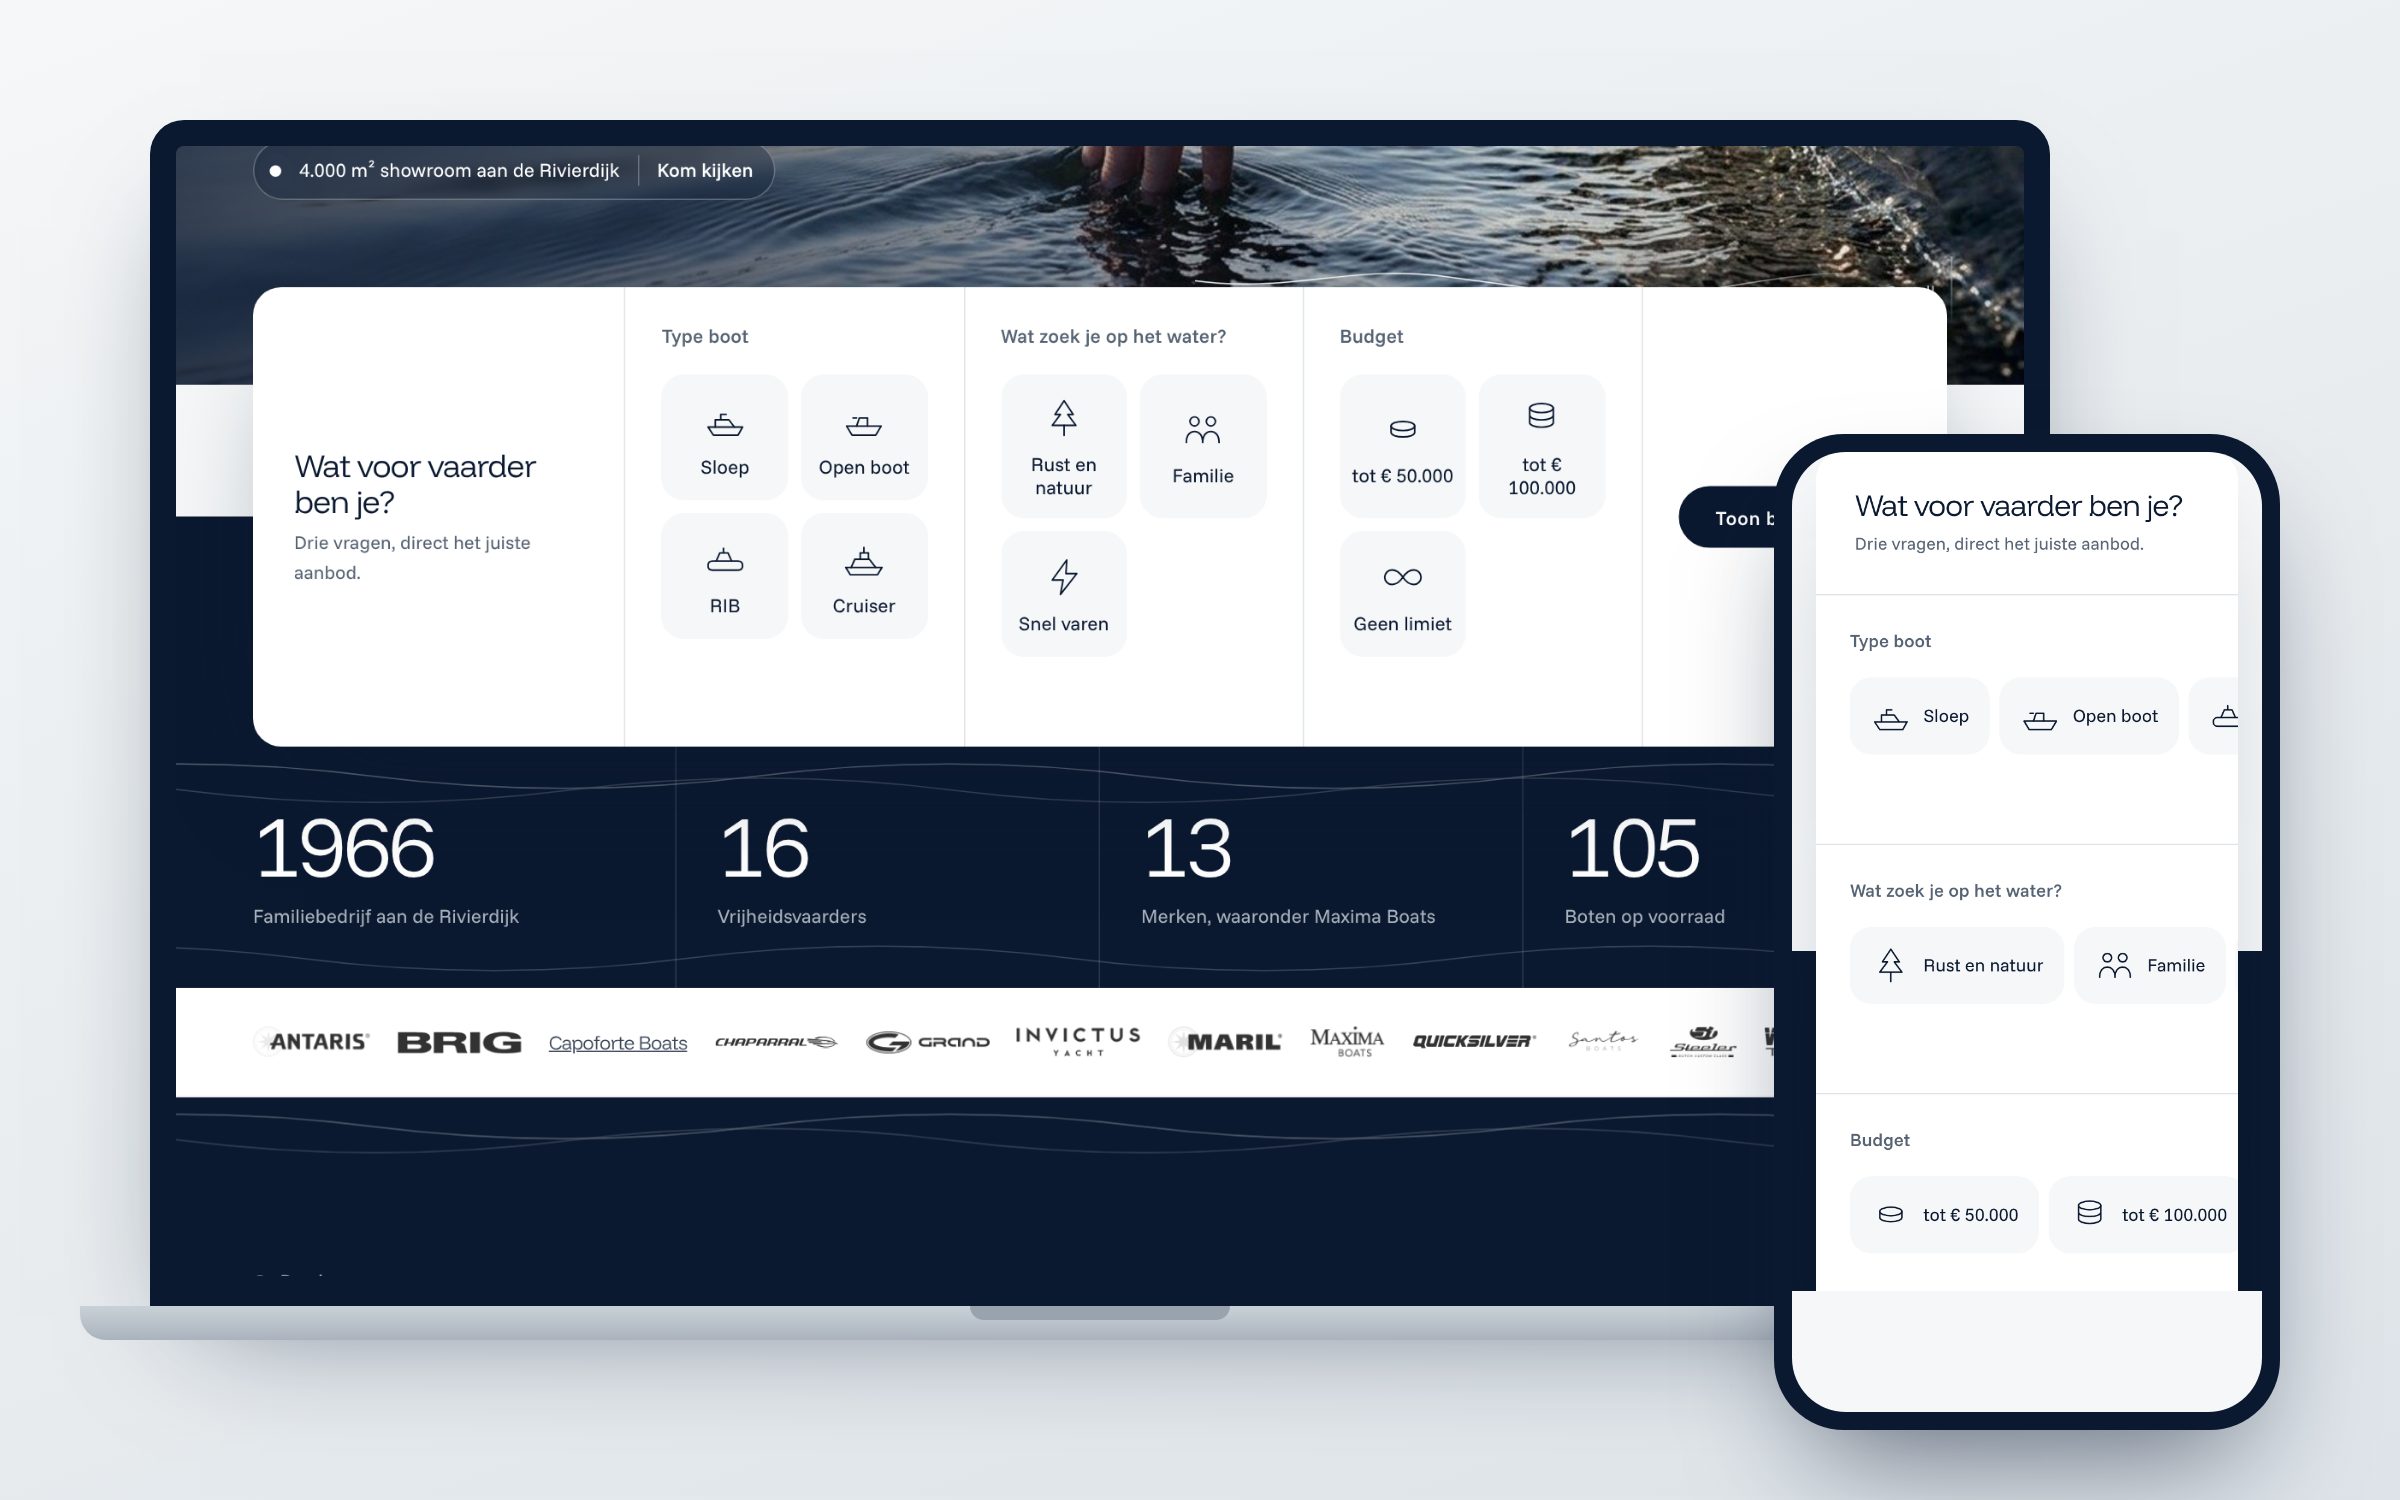 4.000 m² showroom aan de Rivierdijk
Kom kijken
Wat voor vaarder
ben je?
Drie vragen, direct het juiste
aanbod.
Type boot
Sloep
Open boot
RIB
Cruiser
Wat zoek je op het water?
Rust en
natuur
Familie
Snel varen
Budget
tot € 50.000
tot €
100.000
Geen limiet
Toon
1966
Familiebedrijf aan de Rivierdijk
16
Vrijheidsvaarders
13
Merken, waaronder Maxima Boats
105
Boten op voorraad
ANTARIS
BRIG
Capoforte Boats
CHAPARRAL
GRAND
INVICTUS
YACHT
MARIL
MAXIMA
BOATS
QUICKSILVER
Santos
BOATS
Steeler
Wat voor vaarder ben je?
Drie vragen, direct het juiste aanbod.
Type boot
Sloep
Open boot
Wat zoek je op het water?
Rust en natuur
Familie
Budget
tot € 50.000
tot € 100.000